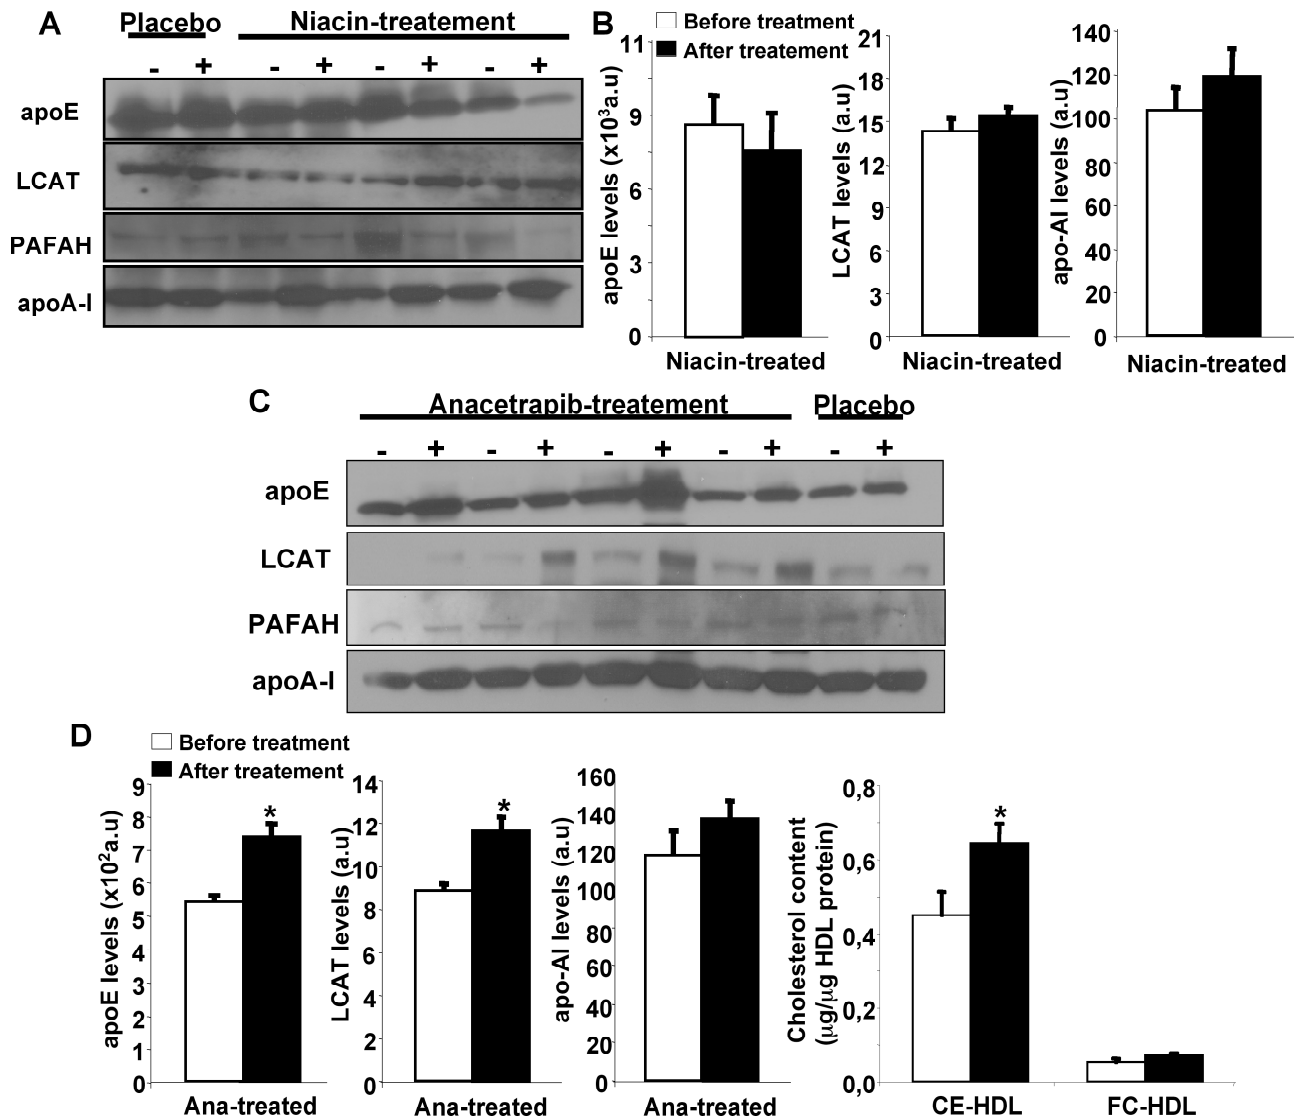 A
Placebo
Niacin-treatement
- + - + - + - +
apoE
LCAT
PAFAH
apoA-I
B
Before treatment
After treatement
apoE levels (x10³a.u)
11
9
6
3
0
Niacin-treated
LCAT levels (a.u)
21
18
15
12
9
6
3
0
Niacin-treated
apo-AI levels (a.u)
140
120
100
80
60
40
20
0
Niacin-treated
C
Anacetrapib-treatement
Placebo
- + - + - + - + - +
apoE
LCAT
PAFAH
apoA-I
D
Before treatment
After treatement
apoE levels (x10²a.u)
9
8
7
6
5
4
3
2
1
0
*
Ana-treated
LCAT levels (a.u)
14
12
10
8
6
4
2
0
*
Ana-treated
apo-AI levels (a.u)
160
140
120
100
80
60
40
20
0
Ana-treated
Cholesterol content
(µg/µg HDL protein)
0,8
0,6
0,4
0,2
0,0
*
CE-HDL
FC-HDL